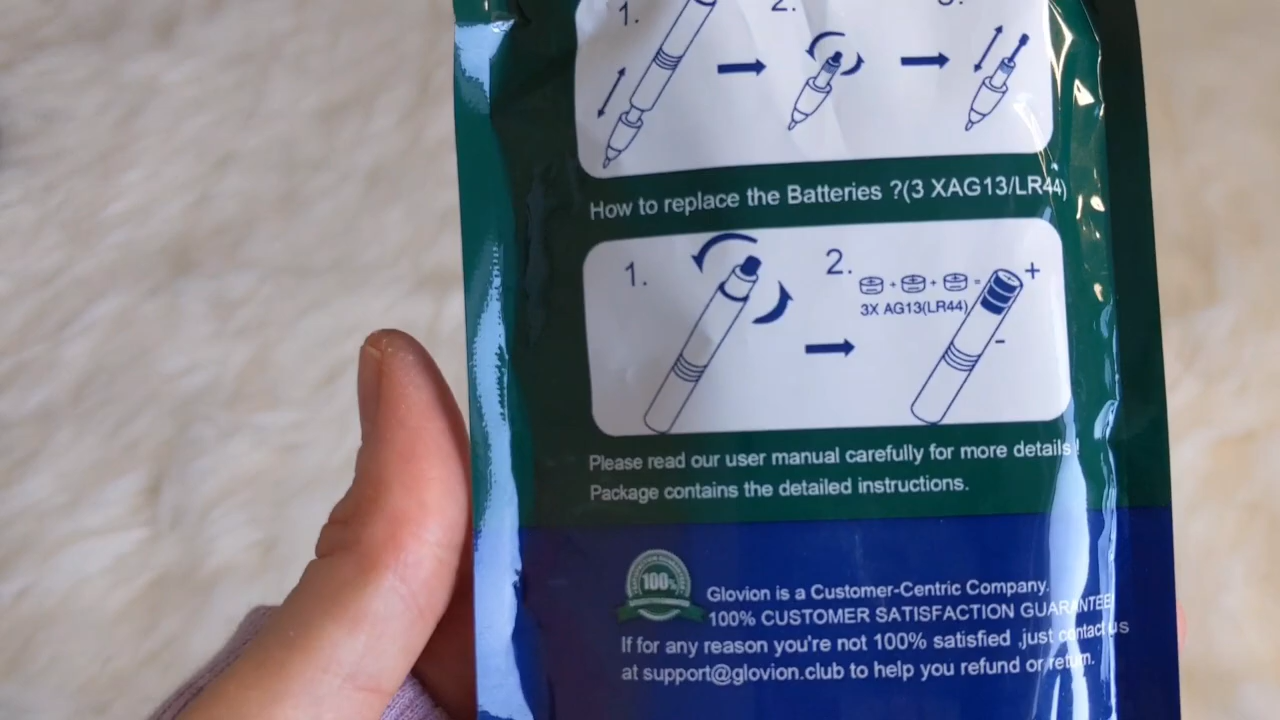 1.
2.
How to replace the Batteries ?(3 XAG13/LR44)
1.
2.
+ + =
+
3X AG13(LR44)
-
Please read our user manual carefully for more details !
Package contains the detailed instructions.
100%
Glovion is a Customer-Centric Company.
100% CUSTOMER SATISFACTION GUARANTEE
If for any reason you're not 100% satisfied ,just contact us
at support@glovion.club to help you refund or return.